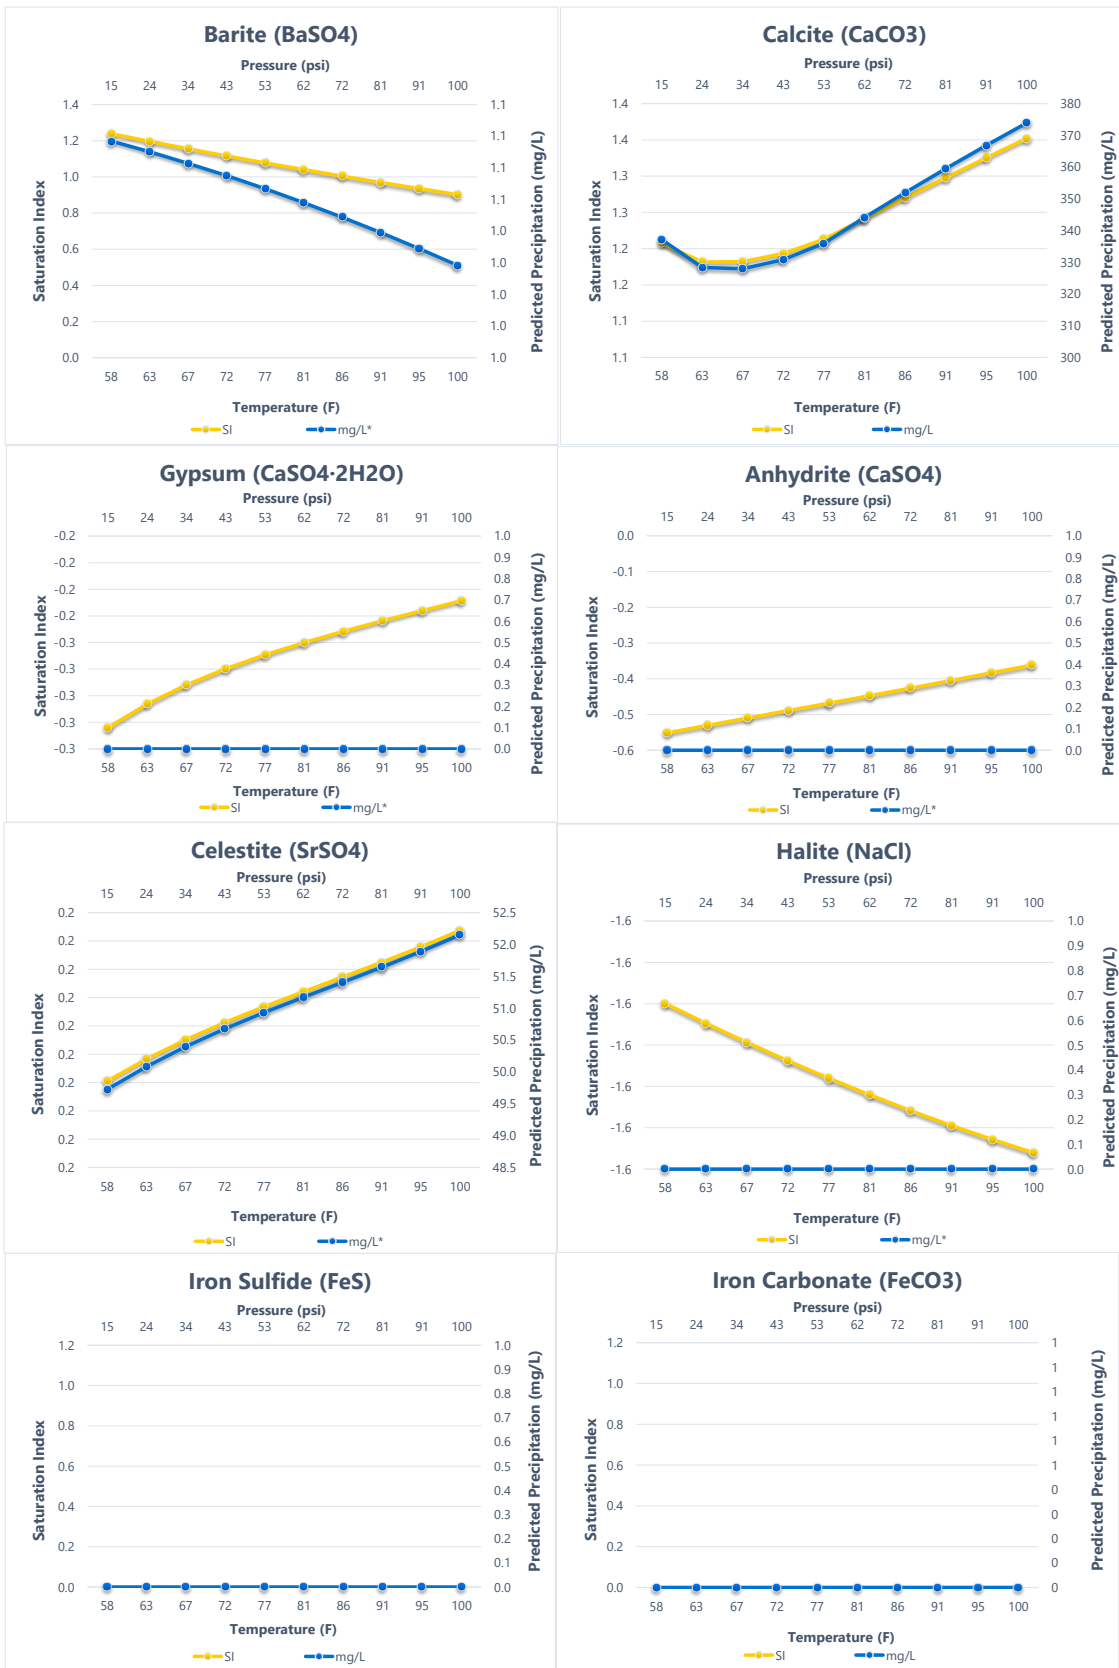 Barite (BaSO4)
Pressure (psi)
15 24 34 43 53 62 72 81 91 100
1.4
1.2
1.0
0.8
0.6
0.4
0.2
0.0
Saturation Index
1.1
1.1
1.1
1.1
1.0
1.0
1.0
1.0
1.0
Predicted Precipitation (mg/L)
58 63 67 72 77 81 86 91 95 100
Temperature (F)
SI mg/L*
Calcite (CaCO3)
Pressure (psi)
15 24 34 43 53 62 72 81 91 100
1.4
1.4
1.3
1.3
1.2
1.2
1.1
1.1
Saturation Index
380
370
360
350
340
330
320
310
300
Predicted Precipitation (mg/L)
58 63 67 72 77 81 86 91 95 100
Temperature (F)
SI mg/L
Gypsum (CaSO4·2H2O)
Pressure (psi)
15 24 34 43 53 62 72 81 91 100
-0.2
-0.2
-0.2
-0.2
-0.3
-0.3
-0.3
-0.3
-0.3
Saturation Index
1.0
0.9
0.8
0.7
0.6
0.5
0.4
0.3
0.2
0.1
0.0
Predicted Precipitation (mg/L)
58 63 67 72 77 81 86 91 95 100
Temperature (F)
SI mg/L*
Anhydrite (CaSO4)
Pressure (psi)
15 24 34 43 53 62 72 81 91 100
0.0
-0.1
-0.2
-0.3
-0.4
-0.5
-0.6
Saturation Index
1.0
0.9
0.8
0.7
0.6
0.5
0.4
0.3
0.2
0.1
0.0
Predicted Precipitation (mg/L)
58 63 67 72 77 81 86 91 95 100
Temperature (F)
SI mg/L*
Celestite (SrSO4)
Pressure (psi)
15 24 34 43 53 62 72 81 91 100
0.2
0.2
0.2
0.2
0.2
0.2
0.2
0.2
0.2
0.2
Saturation Index
52.5
52.0
51.5
51.0
50.5
50.0
49.5
49.0
48.5
Predicted Precipitation (mg/L)
58 63 67 72 77 81 86 91 95 100
Temperature (F)
SI mg/L*
Halite (NaCl)
Pressure (psi)
15 24 34 43 53 62 72 81 91 100
-1.6
-1.6
-1.6
-1.6
-1.6
-1.6
-1.6
Saturation Index
1.0
0.9
0.8
0.7
0.6
0.5
0.4
0.3
0.2
0.1
0.0
Predicted Precipitation (mg/L)
58 63 67 72 77 81 86 91 95 100
Temperature (F)
SI mg/L*
Iron Sulfide (FeS)
Pressure (psi)
15 24 34 43 53 62 72 81 91 100
1.2
1.0
0.8
0.6
0.4
0.2
0.0
Saturation Index
1.0
0.9
0.8
0.7
0.6
0.5
0.4
0.3
0.2
0.1
0.0
Predicted Precipitation (mg/L)
58 63 67 72 77 81 86 91 95 100
Temperature (F)
SI mg/L
Iron Carbonate (FeCO3)
Pressure (psi)
15 24 34 43 53 62 72 81 91 100
1.2
1.0
0.8
0.6
0.4
0.2
0.0
Saturation Index
1
1
1
1
1
1
0
0
0
0
0
Predicted Precipitation (mg/L)
58 63 67 72 77 81 86 91 95 100
Temperature (F)
SI mg/L